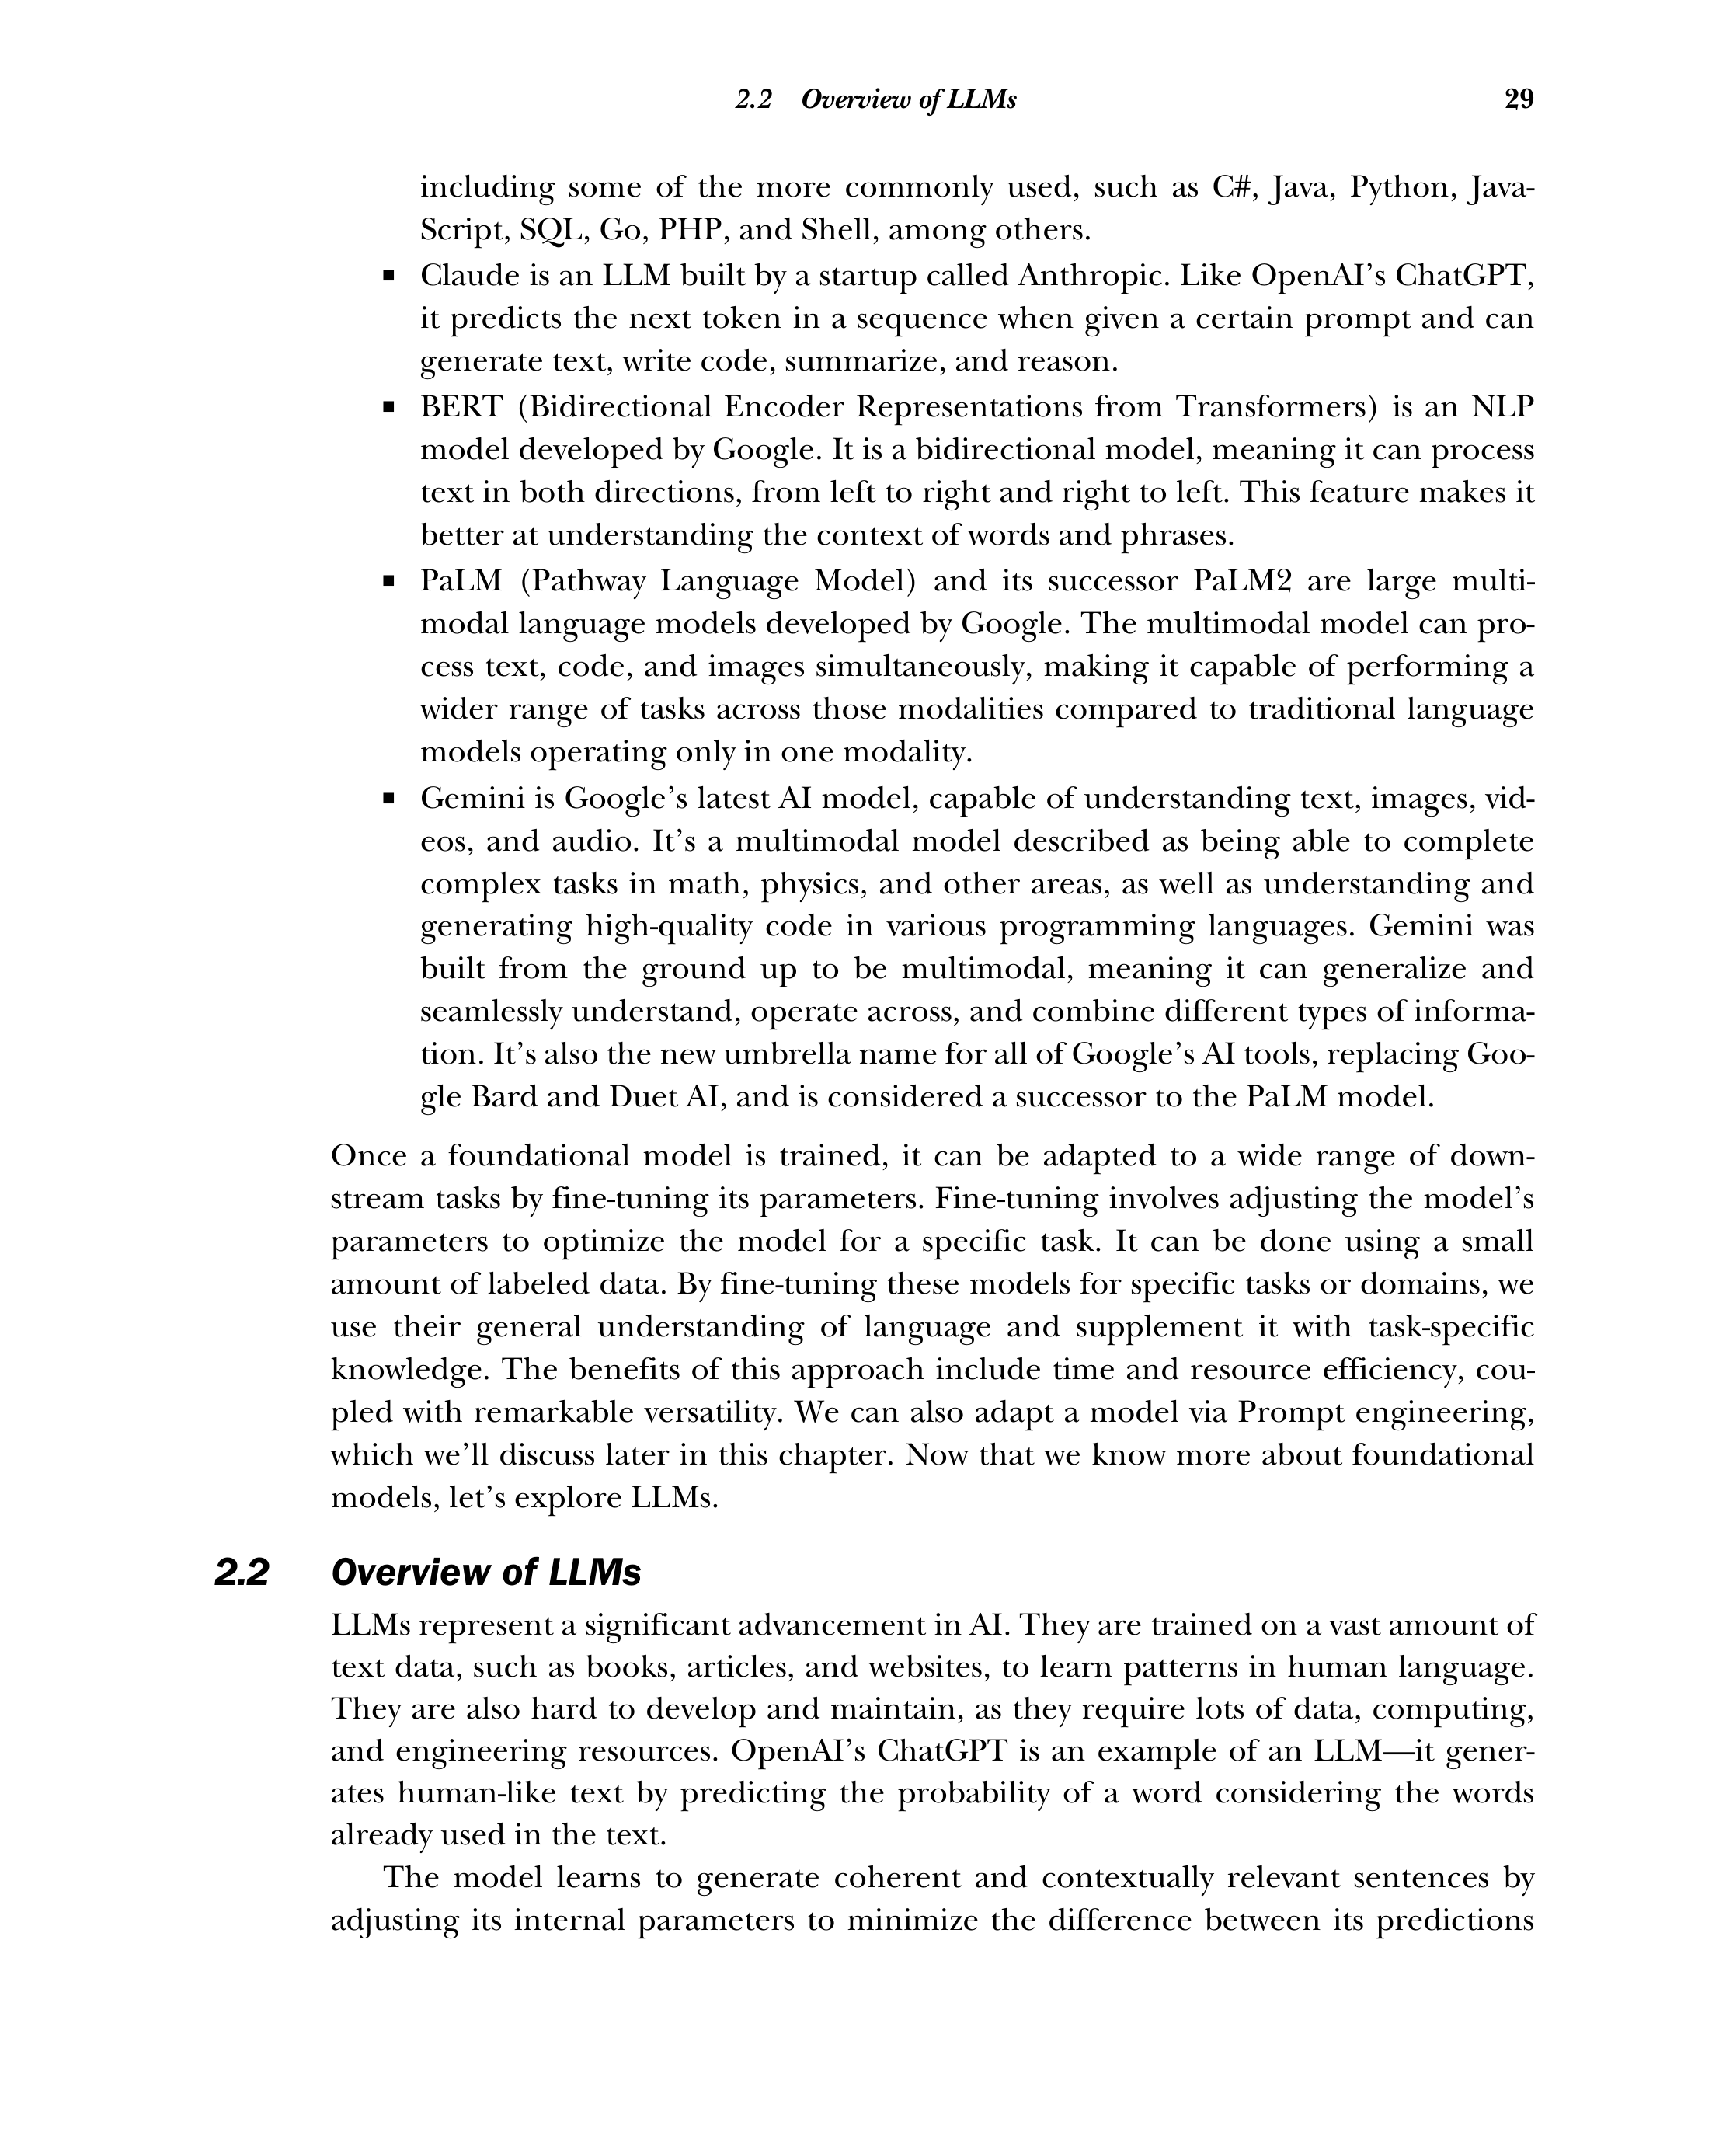 2.2 Overview of LLMs 29
including some of the more commonly used, such as C#, Java, Python, Java-
Script, SQL, Go, PHP, and Shell, among others.
■ Claude is an LLM built by a startup called Anthropic. Like OpenAI’s ChatGPT,
it predicts the next token in a sequence when given a certain prompt and can
generate text, write code, summarize, and reason.
■ BERT (Bidirectional Encoder Representations from Transformers) is an NLP
model developed by Google. It is a bidirectional model, meaning it can process
text in both directions, from left to right and right to left. This feature makes it
better at understanding the context of words and phrases.
■ PaLM (Pathway Language Model) and its successor PaLM2 are large multi-
modal language models developed by Google. The multimodal model can pro-
cess text, code, and images simultaneously, making it capable of performing a
wider range of tasks across those modalities compared to traditional language
models operating only in one modality.
■ Gemini is Google’s latest AI model, capable of understanding text, images, vid-
eos, and audio. It’s a multimodal model described as being able to complete
complex tasks in math, physics, and other areas, as well as understanding and
generating high-quality code in various programming languages. Gemini was
built from the ground up to be multimodal, meaning it can generalize and
seamlessly understand, operate across, and combine different types of informa-
tion. It’s also the new umbrella name for all of Google’s AI tools, replacing Goo-
gle Bard and Duet AI, and is considered a successor to the PaLM model.
Once a foundational model is trained, it can be adapted to a wide range of down-
stream tasks by fine-tuning its parameters. Fine-tuning involves adjusting the model’s
parameters to optimize the model for a specific task. It can be done using a small
amount of labeled data. By fine-tuning these models for specific tasks or domains, we
use their general understanding of language and supplement it with task-specific
knowledge. The benefits of this approach include time and resource efficiency, cou-
pled with remarkable versatility. We can also adapt a model via Prompt engineering,
which we’ll discuss later in this chapter. Now that we know more about foundational
models, let’s explore LLMs.
2.2 Overview of LLMs
LLMs represent a significant advancement in AI. They are trained on a vast amount of
text data, such as books, articles, and websites, to learn patterns in human language.
They are also hard to develop and maintain, as they require lots of data, computing,
and engineering resources. OpenAI’s ChatGPT is an example of an LLM—it gener-
ates human-like text by predicting the probability of a word considering the words
already used in the text.
The model learns to generate coherent and contextually relevant sentences by
adjusting its internal parameters to minimize the difference between its predictions